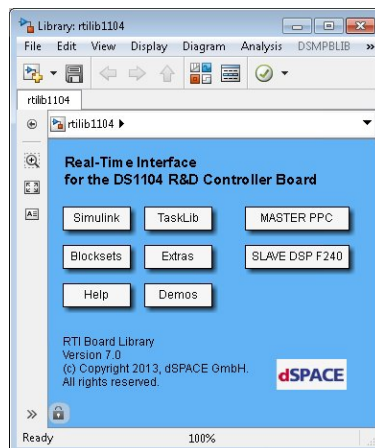 Library: rtilib1104
File Edit View Display Diagram Analysis DSMPBLIB »
rtilib1104
rtilib1104
Real-Time Interface
for the DS1104 R&D Controller Board
Simulink TaskLib MASTER PPC
Blocksets Extras SLAVE DSP F240
Help Demos
RTI Board Library
Version 7.0
(c) Copyright 2013, dSPACE GmbH.
All rights reserved.
dSPACE
Ready 100%